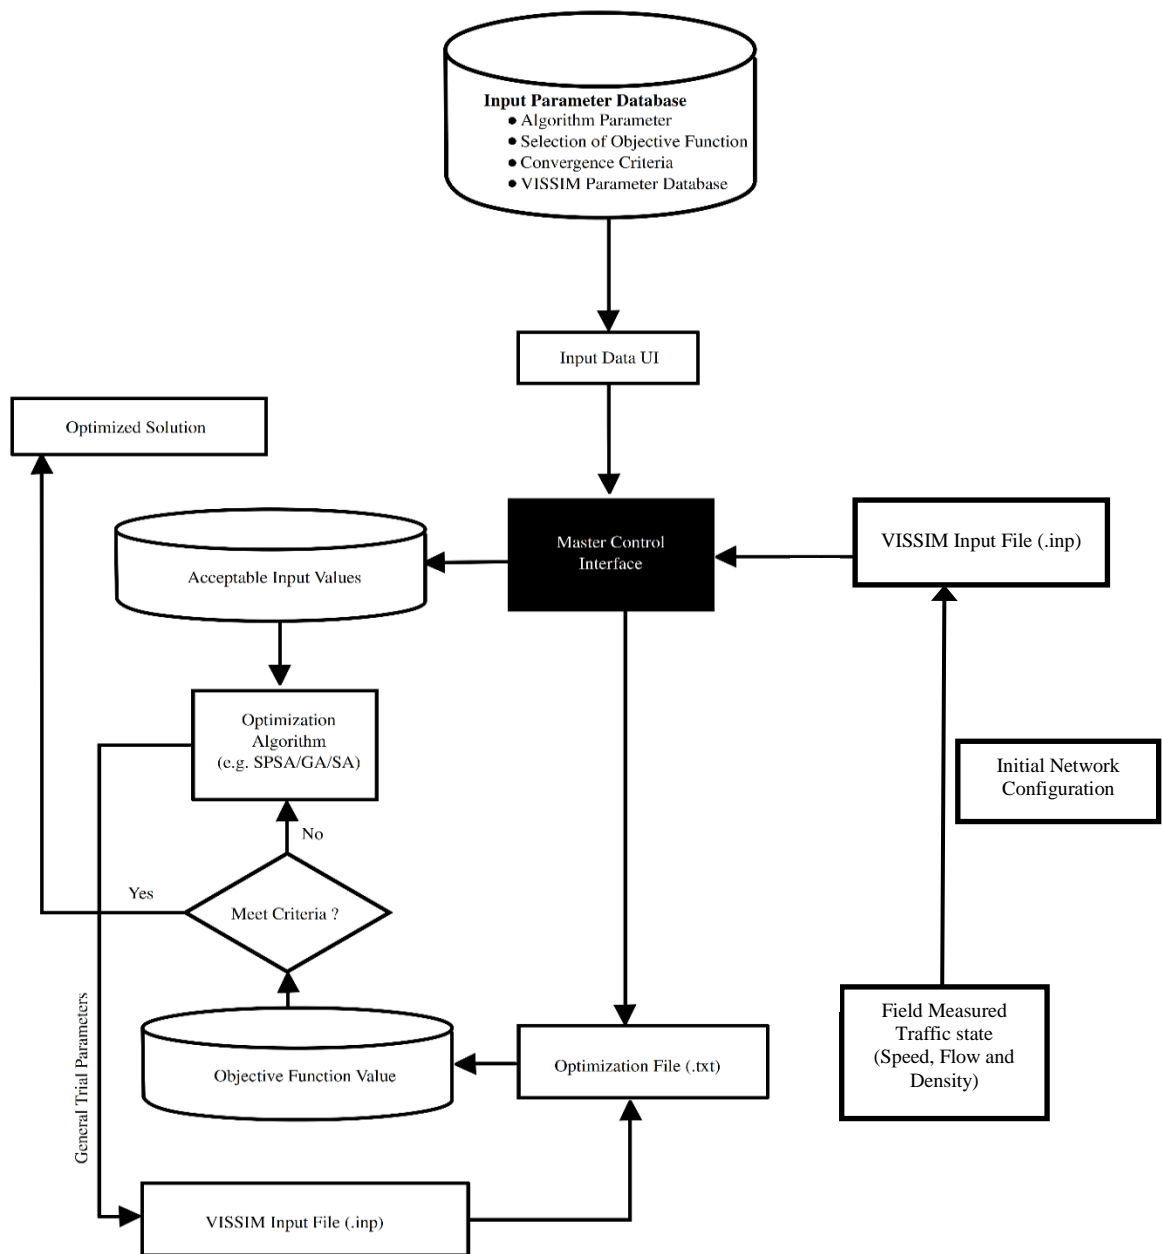 Input Parameter Database
● Algorithm Parameter
● Selection of Objective Function
● Convergence Criteria
● VISSIM Parameter Database
Input Data UI
Optimized Solution
Acceptable Input Values
Master Control
Interface
VISSIM Input File (.inp)
Optimization
Algorithm
(e.g. SPSA/GA/SA)
Initial Network
Configuration
No
Yes
Meet Criteria ?
General Trial Parameters
Field Measured
Traffic state
(Speed, Flow and
Density)
Objective Function Value
Optimization File (.txt)
VISSIM Input File (.inp)